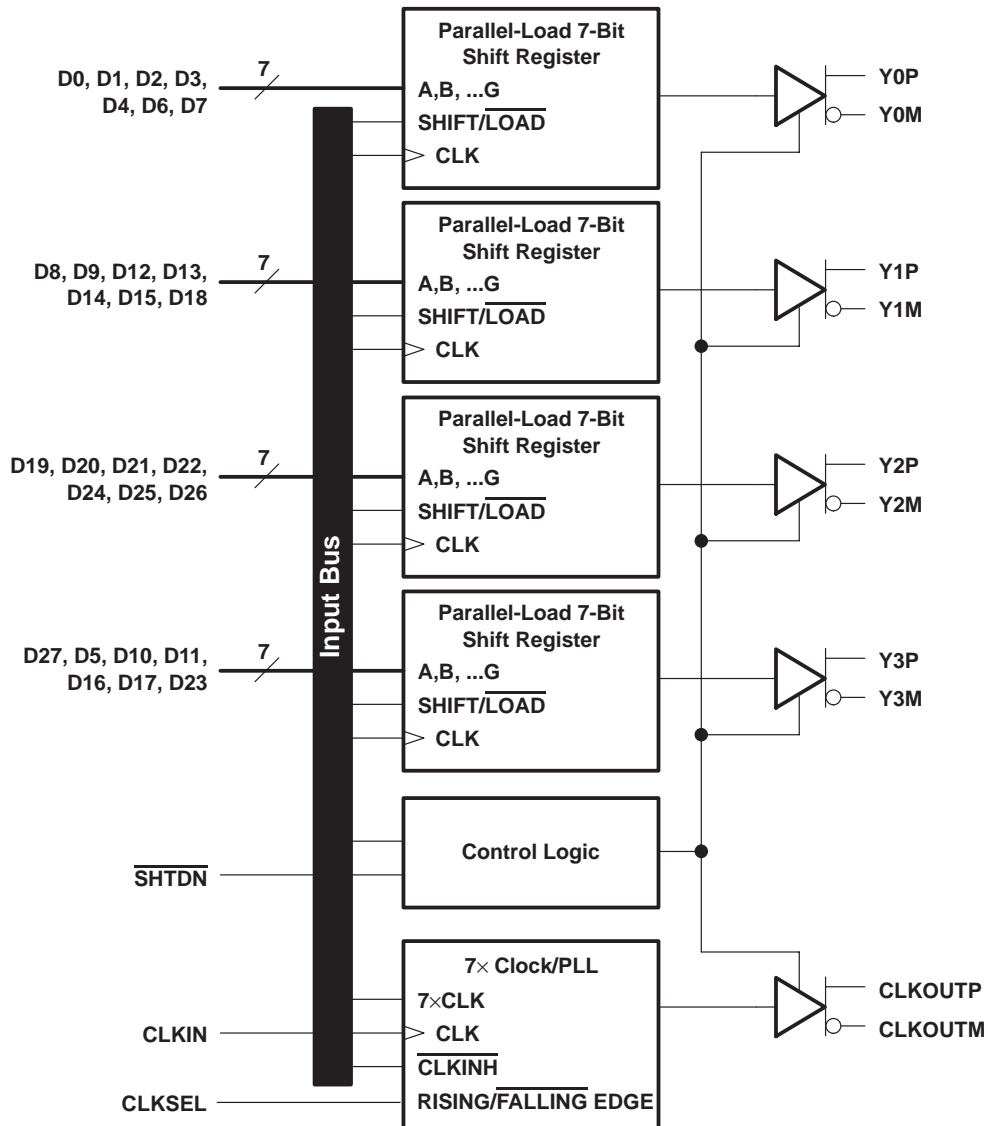 Parallel-Load 7-Bit
Shift Register
D0, D1, D2, D3,
D4, D6, D7
7
A,B, ...G
SHIFT/LOAD
CLK
Y0P
Y0M
Parallel-Load 7-Bit
Shift Register
D8, D9, D12, D13,
D14, D15, D18
7
A,B, ...G
SHIFT/LOAD
CLK
Y1P
Y1M
Parallel-Load 7-Bit
Shift Register
D19, D20, D21, D22,
D24, D25, D26
7
A,B, ...G
SHIFT/LOAD
CLK
Y2P
Y2M
Input Bus
Parallel-Load 7-Bit
Shift Register
D27, D5, D10, D11,
D16, D17, D23
7
A,B, ...G
SHIFT/LOAD
CLK
Y3P
Y3M
Control Logic
SHTDN
7× Clock/PLL
7×CLK
CLKIN
CLK
CLKINH
CLKSEL
RISING/FALLING EDGE
CLKOUTP
CLKOUTM